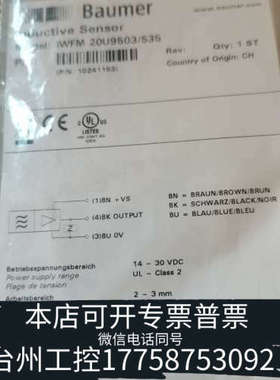 Baumer
Inductive Sensor
Model: IWFM 20U9503/S35
Rev:
Qty: 1 ST
Country of Origin: CH
(P/N: 10241193)
c UL US
LISTED
(1)BN +VS
(4)BK OUTPUT
Z
(3)BU 0V
BN = BRAUN/BROWN/BRUN
BK = SCHWARZ/BLACK/NOIR
BU = BLAU/BLUE/BLEU
Betriebsspannungsbereich
14 - 30 VDC
Power supply range
UL - Class 2
Plage de tension
Arbeitsbereich
2 - 3 mm
本店可开专票普票
微信电话同号
台州工控17758753092